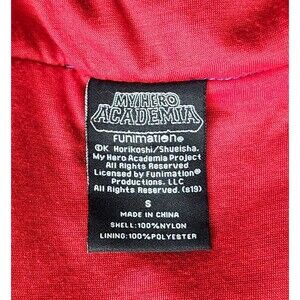 MY HERO
ACADEMIA
FUNIMATION®
©K. Horikoshi/Shueisha,
My Hero Academia Project
All Rights Reserved
Licensed by Funimation®
Productions, LLC
All Rights Reserved. (s19)
S
MADE IN CHINA
SHELL:100%NYLON
LINING:100%POLYESTER